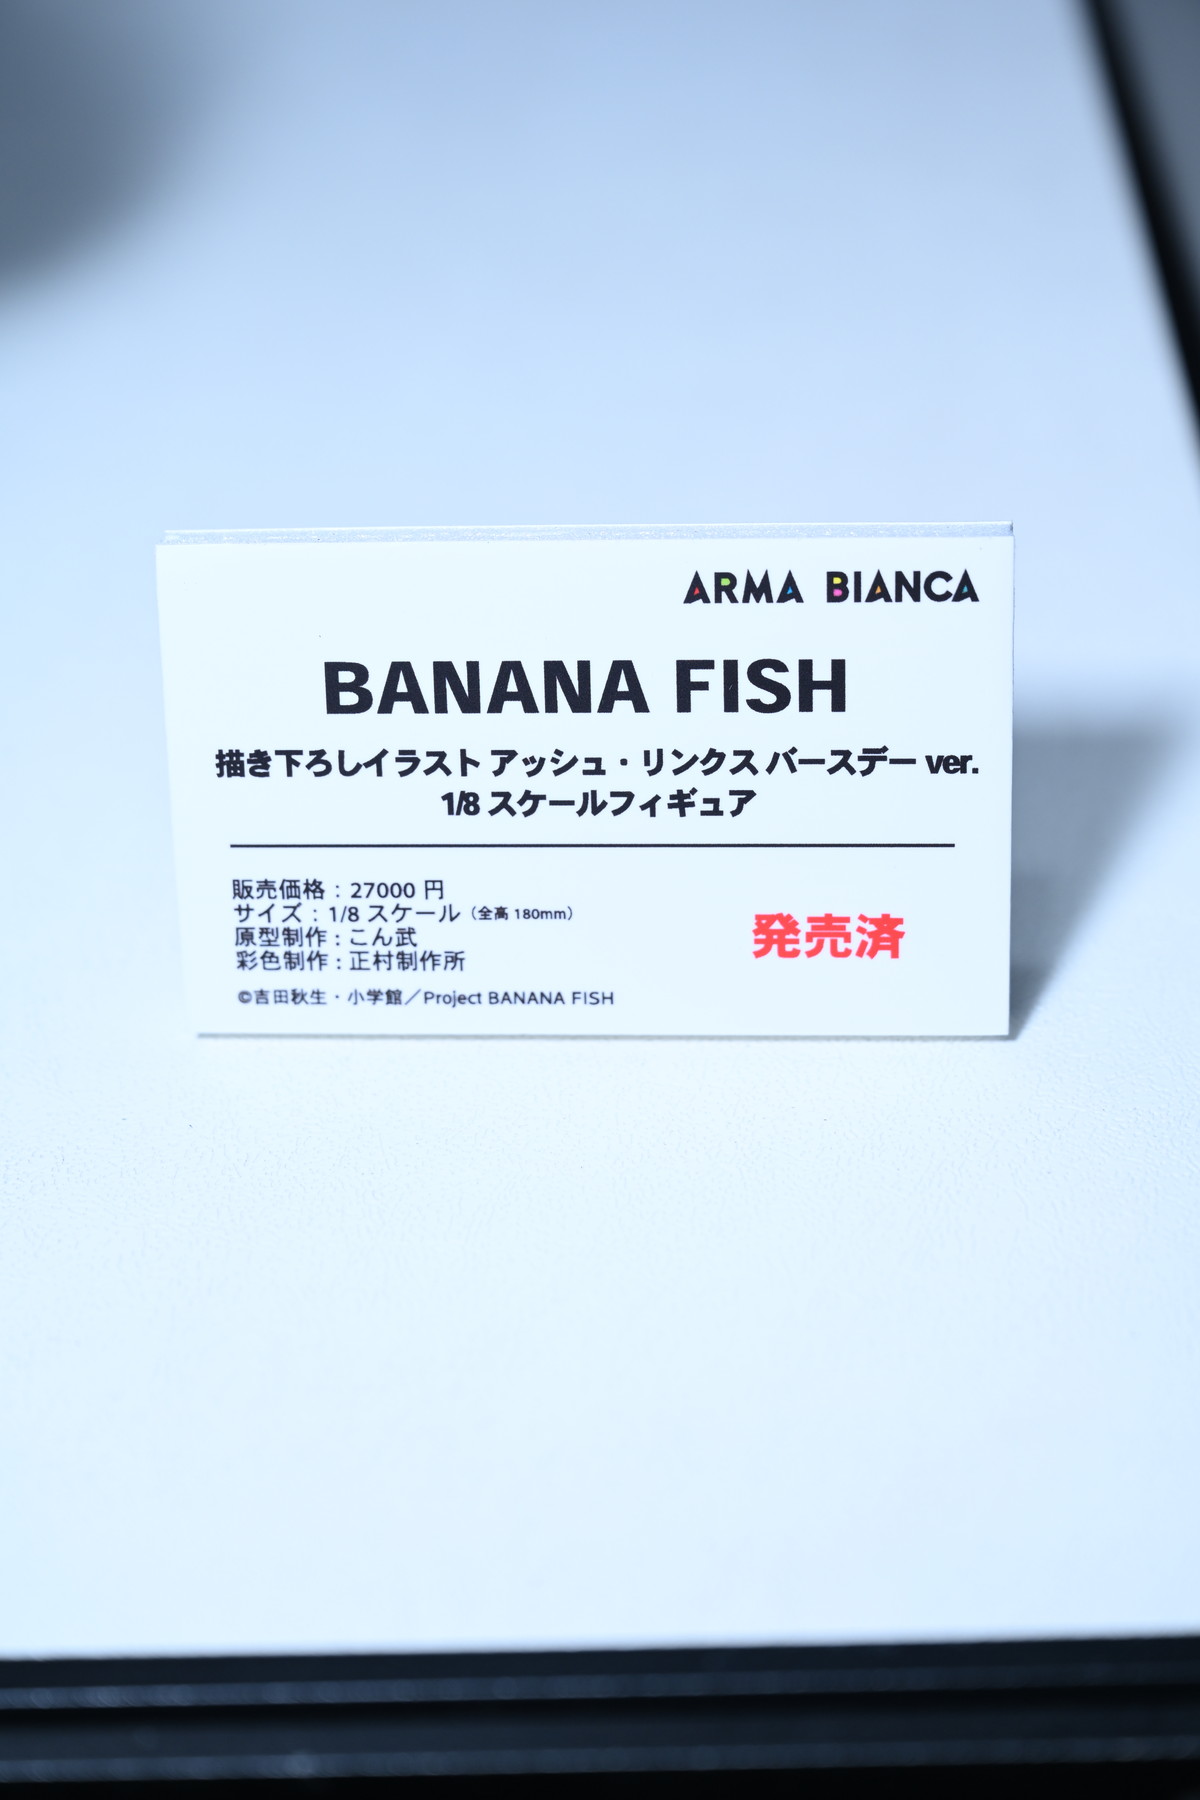 ARMA BIANCA
BANANA FISH
描き下ろしイラスト アッシュ・リンクス バースデー ver.
1/8 スケールフィギュア
販売価格：27000 円
サイズ：1/8 スケール（全高 180mm）
原型制作：こん武
彩色制作：正村制作所
発売済
©吉田秋生・小学館／Project BANANA FISH